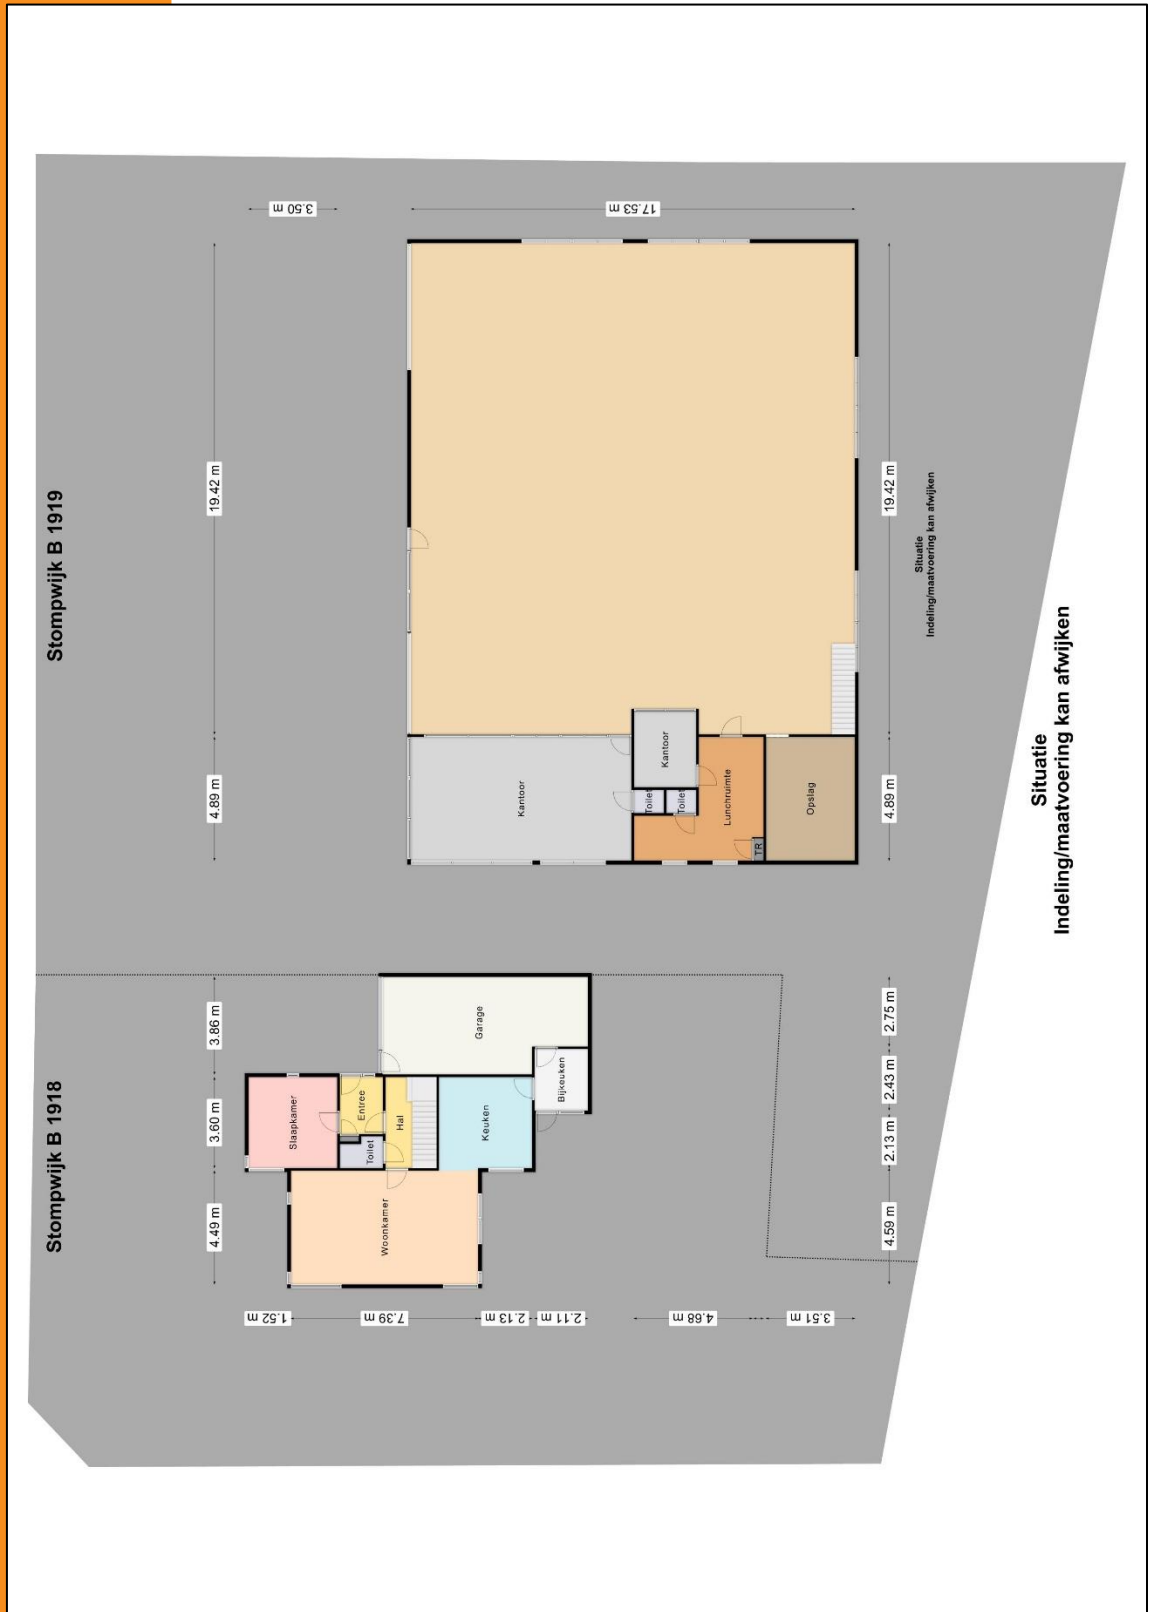 3.50 m
17.53 m
Stompwijk B 1919
19.42 m
19.42 m
Situatie
Indeling/maatvoering kan afwijken
Situatie
Indeling/maatvoering kan afwijken
4.89 m
Kantoor
Kantoor
Toilet
Toilet
Lunchruimte
TR
Opslag
4.89 m
Stompwijk B 1918
3.86 m
3.60 m
4.49 m
Garage
Slaapkamer
Entree
Toilet
Hal
Keuken
Bijkeuken
Woonkamer
2.75 m
2.43 m
2.13 m
4.59 m
1.52 m
7.39 m
2.13 m
2.11 m
4.68 m
3.51 m